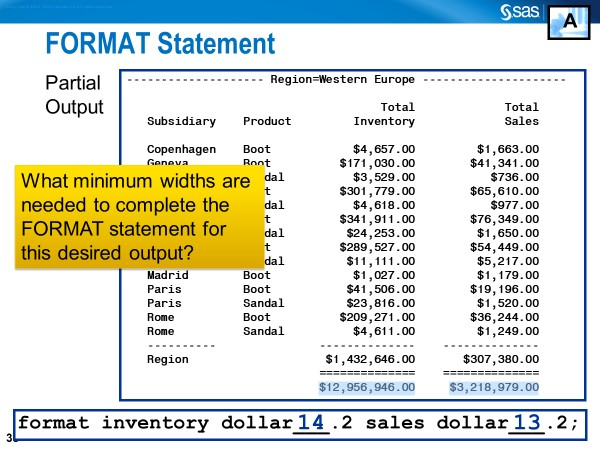 sas
A
FORMAT Statement
Partial
Output
-------------------- Region=Western Europe ---------------------
Total Total
Subsidiary Product Inventory Sales
Copenhagen Boot $4,657.00 $1,663.00
Geneva Boot $171,030.00 $41,341.00
dal $3,529.00 $736.00
t $301,779.00 $65,610.00
dal $4,618.00 $977.00
t $341,911.00 $76,349.00
dal $24,253.00 $1,650.00
t $289,527.00 $54,449.00
dal $11,111.00 $5,217.00
Madrid Boot $1,027.00 $1,179.00
Paris Boot $41,506.00 $19,196.00
Paris Sandal $23,816.00 $1,520.00
Rome Boot $209,271.00 $36,244.00
Rome Sandal $4,611.00 $1,249.00
---------- -------------- --------------
Region $1,432,646.00 $307,380.00
============== ==============
$12,956,946.00 $3,218,979.00
What minimum widths are
needed to complete the
FORMAT statement for
this desired output?
format inventory dollar14.2 sales dollar13.2;